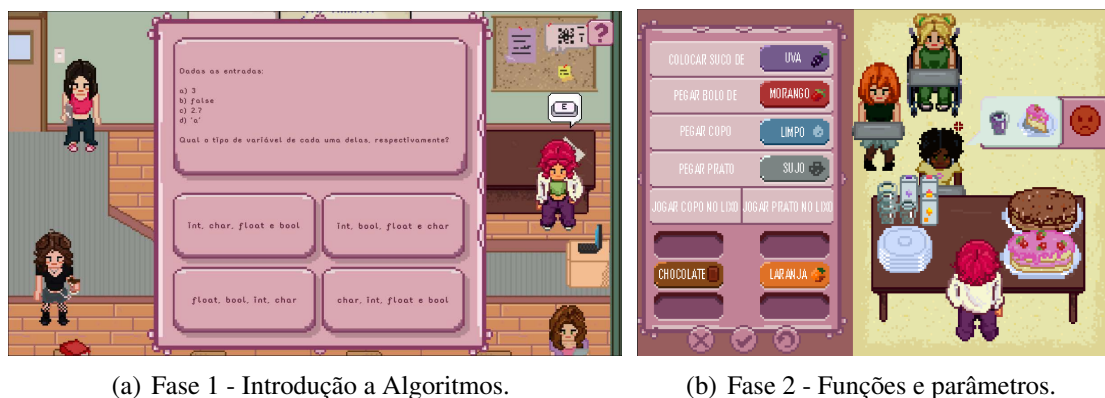 Dadas as entradas:
a) 3
b) false
c) 2.7
d) 'a'
Qual o tipo de variável de cada uma delas, respectivamente?
int, char, float e bool
int, bool, float e char
float, bool, int, char
char, int, float e bool
?
E
COLOCAR SUCO DE UVA
PEGAR BOLO DE MORANGO
PEGAR COPO LIMPO
PEGAR PRATO SUJO
JOGAR COPO NO LIXO JOGAR PRATO NO LIXO
CHOCOLATE LARANJA
(a) Fase 1 - Introdução a Algoritmos.
(b) Fase 2 - Funções e parâmetros.